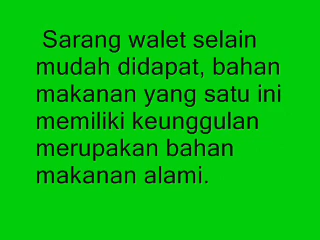 Sarang walet selain
mudah didapat, bahan
makanan yang satu ini
memiliki keunggulan
merupakan bahan
makanan alami.